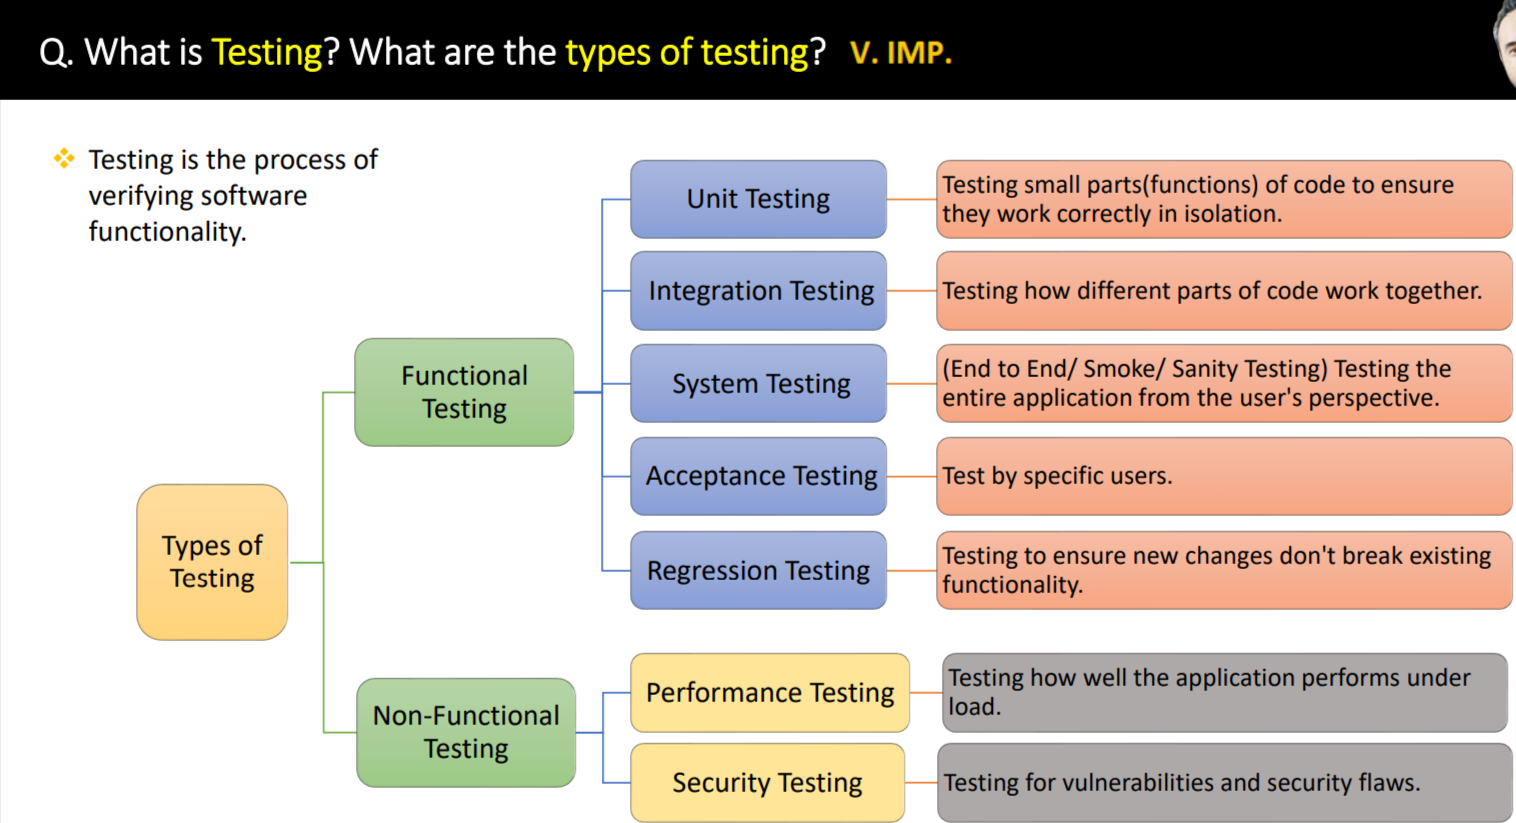 Q. What is Testing? What are the types of testing? V. IMP.
Testing is the process of
verifying software
functionality.
Types of
Testing
Functional
Testing
Unit Testing
Testing small parts(functions) of code to ensure
they work correctly in isolation.
Integration Testing
Testing how different parts of code work together.
System Testing
(End to End/ Smoke/ Sanity Testing) Testing the
entire application from the user's perspective.
Acceptance Testing
Test by specific users.
Regression Testing
Testing to ensure new changes don't break existing
functionality.
Non-Functional
Testing
Performance Testing
Testing how well the application performs under
load.
Security Testing
Testing for vulnerabilities and security flaws.